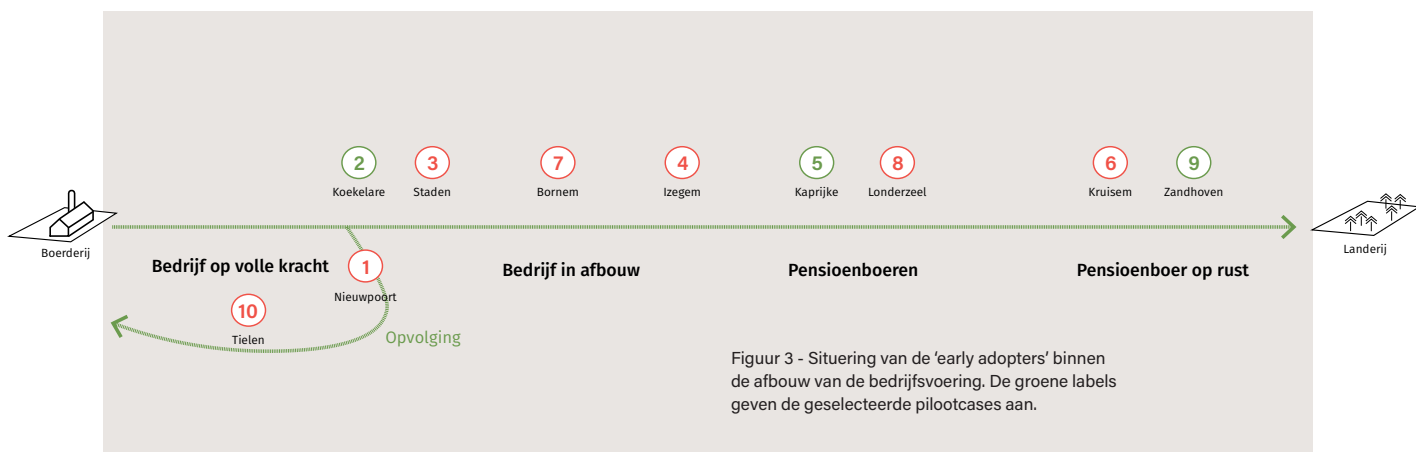 2
3
7
4
5
8
6
9
Koekelare
Staden
Bornem
Izegem
Kaprijke
Londerzeel
Kruisem
Zandhoven
Boerderij
Landerij
Bedrijf op volle kracht
1
Bedrijf in afbouw
Pensioenboeren
Pensioenboer op rust
Nieuwpoort
10
Tielen
Opvolging
Figuur 3 - Situering van de ‘early adopters’ binnen
de afbouw van de bedrijfsvoering. De groene labels
geven de geselecteerde pilootcases aan.